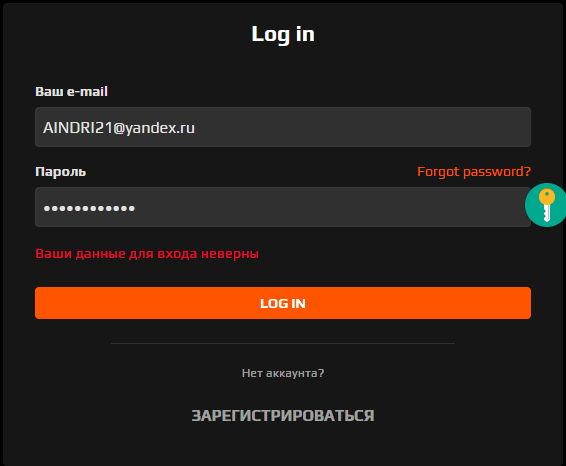 Log in
Ваш e-mail
AINDRI21@yandex.ru
Пароль Forgot password?
••••••••••••
Ваши данные для входа неверны
LOG IN
Нет аккаунта?
ЗАРЕГИСТРИРОВАТЬСЯ